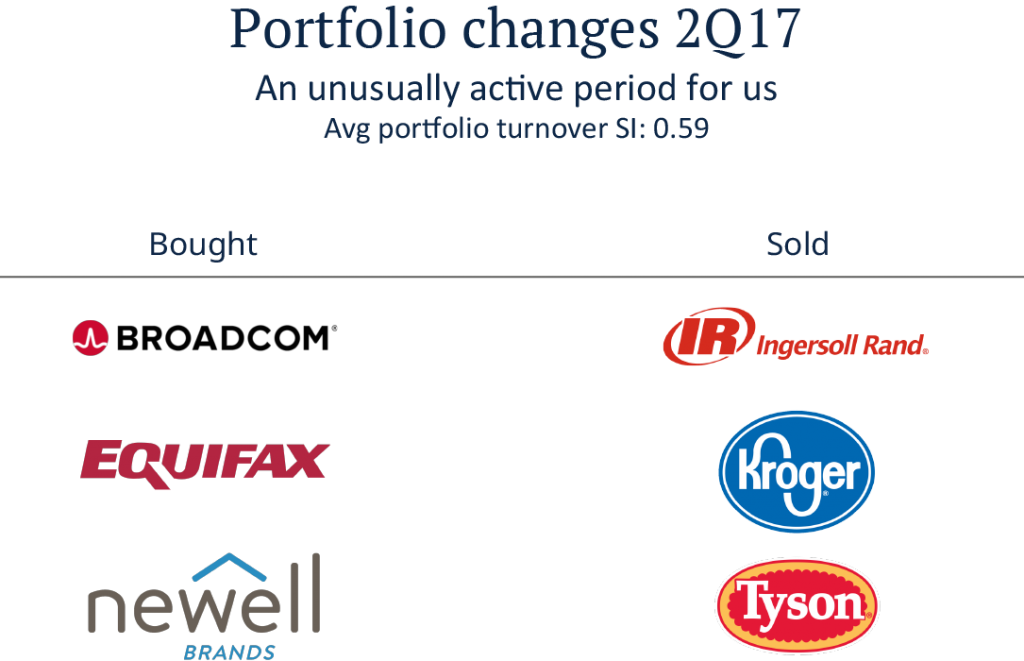 Portfolio changes 2Q17
An unusually active period for us
Avg portfolio turnover SI: 0.59
Bought
Sold
BROADCOM®
IR Ingersoll Rand®
EQUIFAX
Kroger®
newell
BRANDS
Tyson®